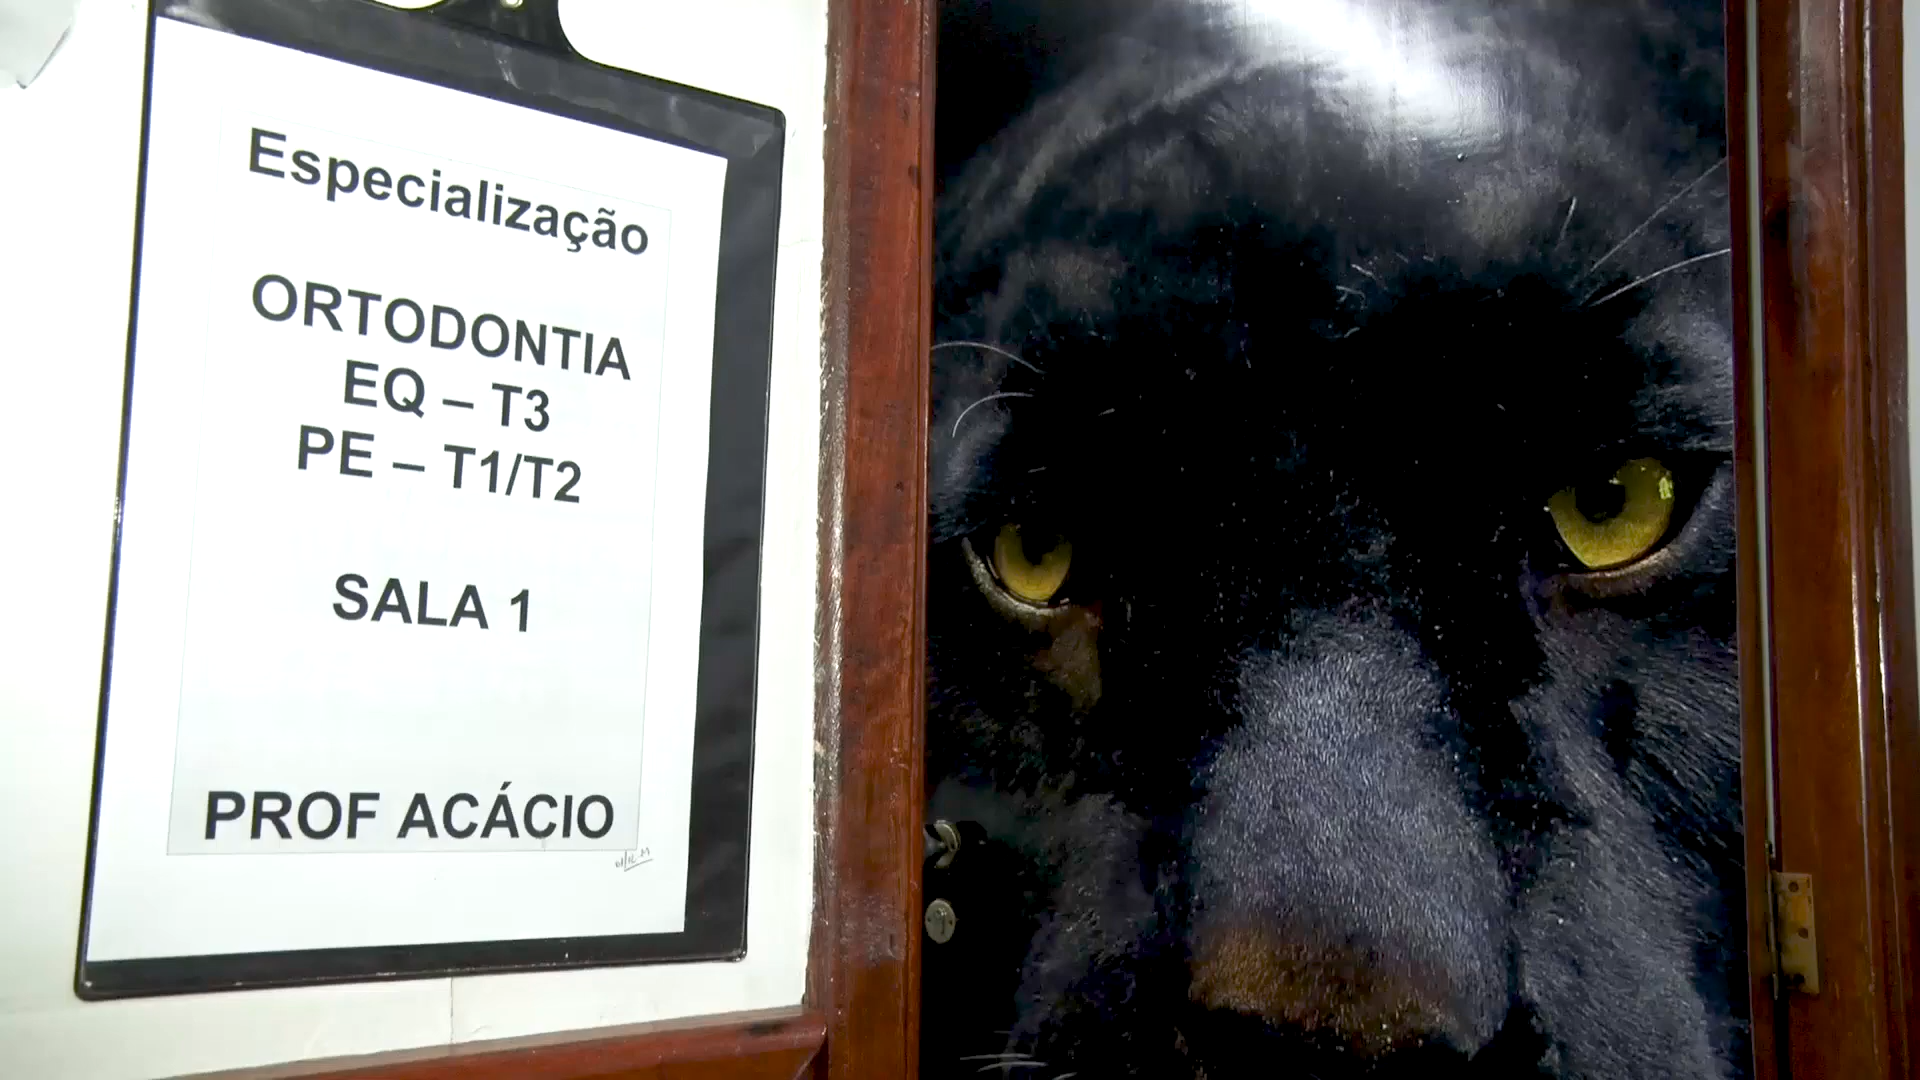 Especialização
ORTODONTIA
EQ – T3
PE – T1/T2
SALA 1
PROF ACÁCIO